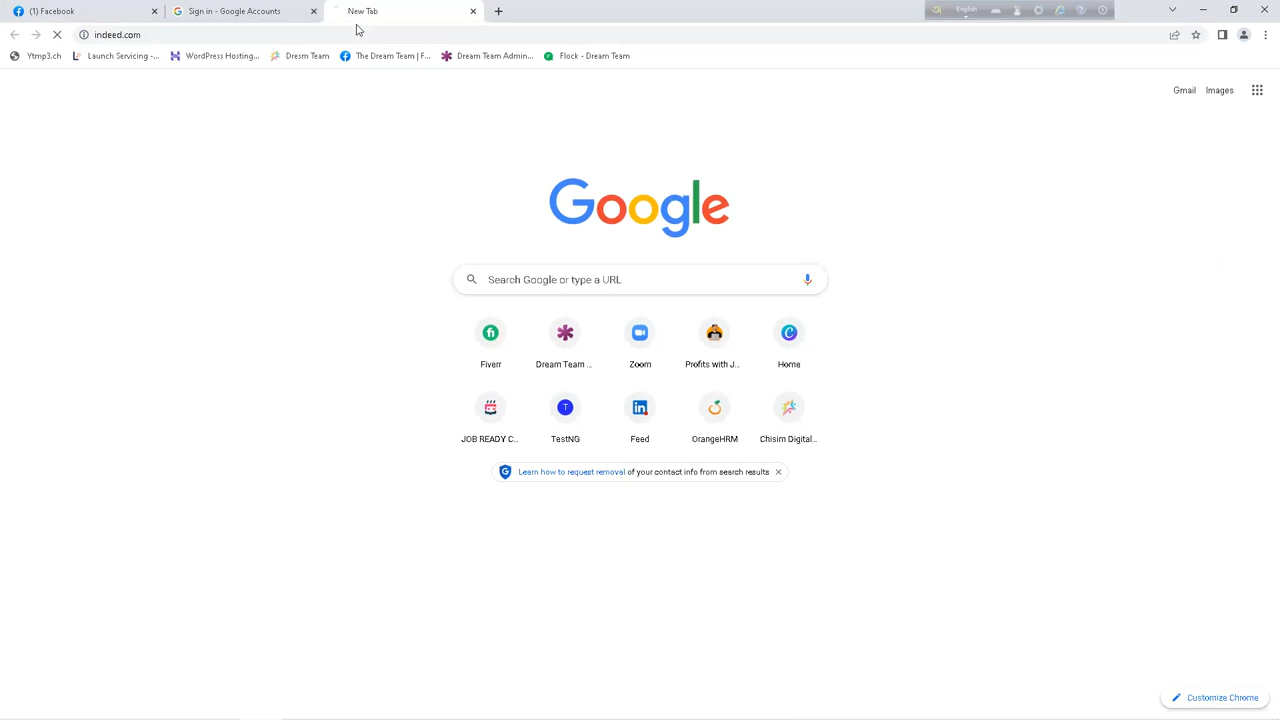 (1) Facebook
Sign in - Google Accounts
New Tab
English
indeed.com
Ytmp3.ch
Launch Servicing -...
WordPress Hosting...
Dresm Team
The Dream Team | F...
Dream Team Admin...
Flock - Dream Team
Gmail
Images
Google
Search Google or type a URL
Fiverr
Dream Team ...
Zoom
Profits with J...
Home
T
JOB READY C...
TestNG
Feed
OrangeHRM
Chisim Digital...
Learn how to request removal of your contact info from search results
Customize Chrome